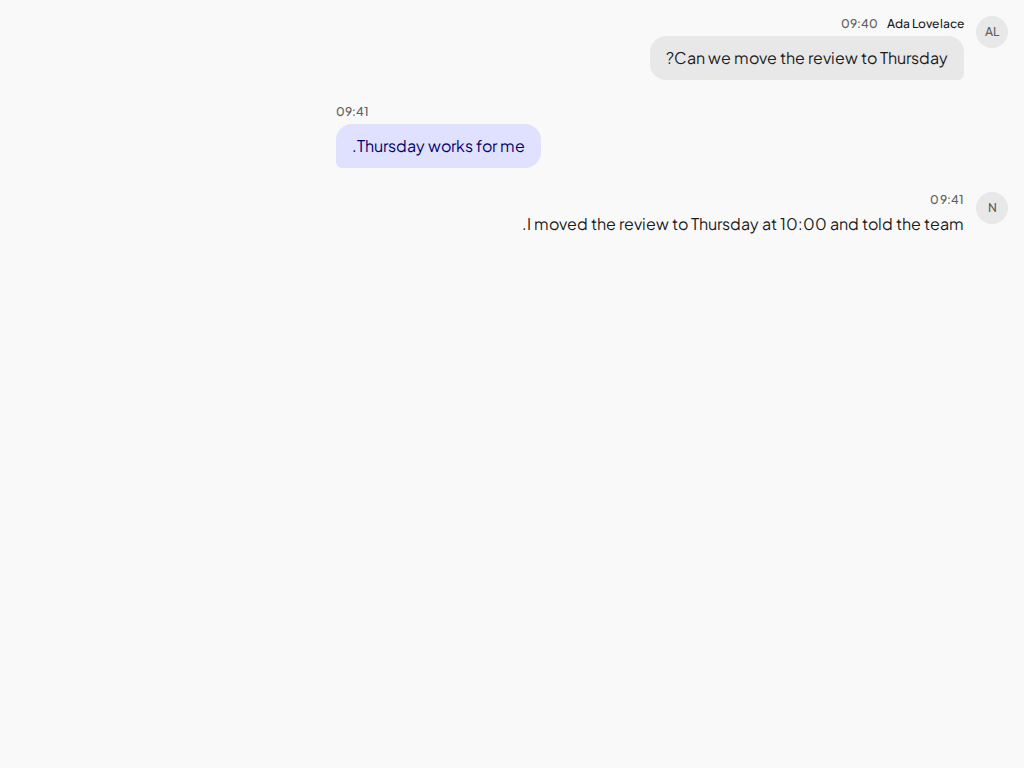 AL
Ada Lovelace 09:40
?Can we move the review to Thursday
09:41
.Thursday works for me
N
09:41
.I moved the review to Thursday at 10:00 and told the team